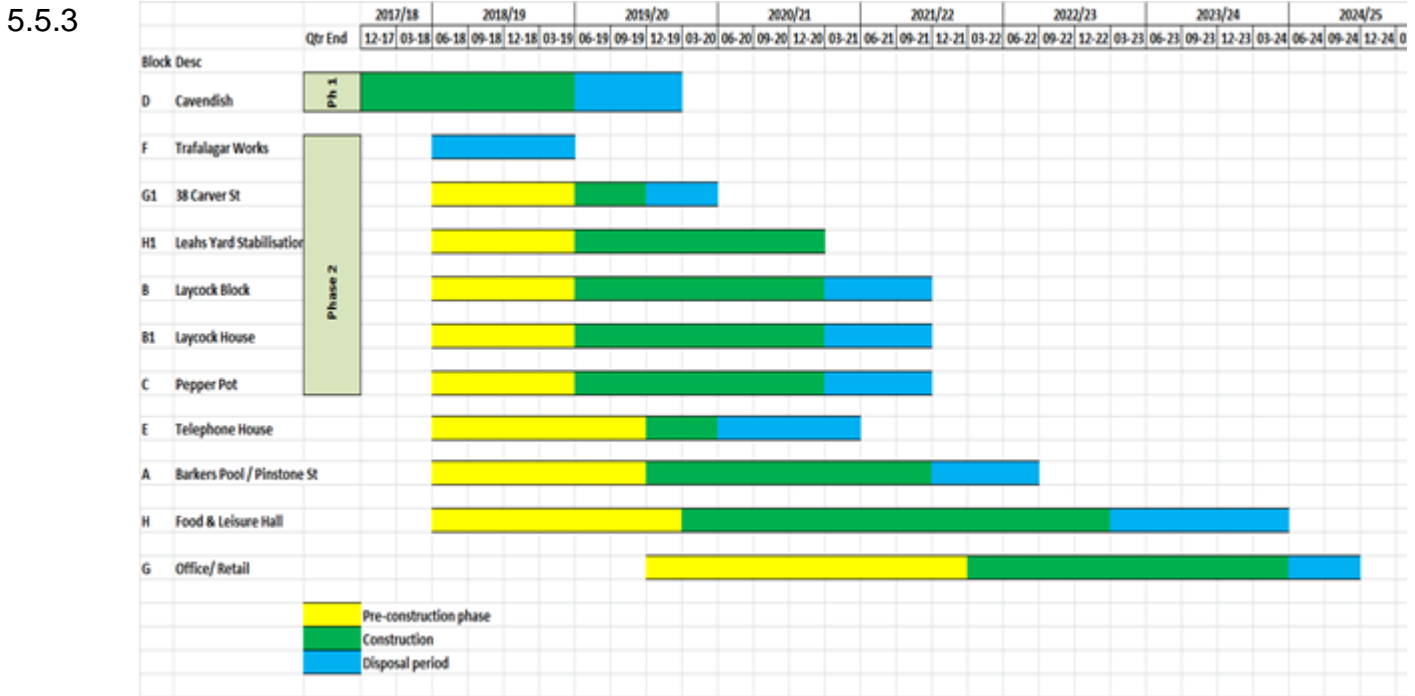 5.5.3
2017/18 2018/19 2019/20 2020/21 2021/22 2022/23 2023/24 2024/25
Qtr End 12-17 03-18 06-18 09-18 12-18 03-19 06-19 09-19 12-19 03-20 06-20 09-20 12-20 03-21 06-21 09-21 12-21 03-22 06-22 09-22 12-22 03-23 06-23 09-23 12-23 03-24 06-24 09-24 12-24
Block Desc
D Cavendish Ph 1
F Trafalagar Works
G1 38 Carver St
H1 Leahs Yard Stabilisation
Phase 2
B Laycock Block
B1 Laycock House
C Pepper Pot
E Telephone House
A Barkers Pool / Pinstone St
H Food & Leisure Hall
G Office/ Retail
Pre-construction phase
Construction
Disposal period